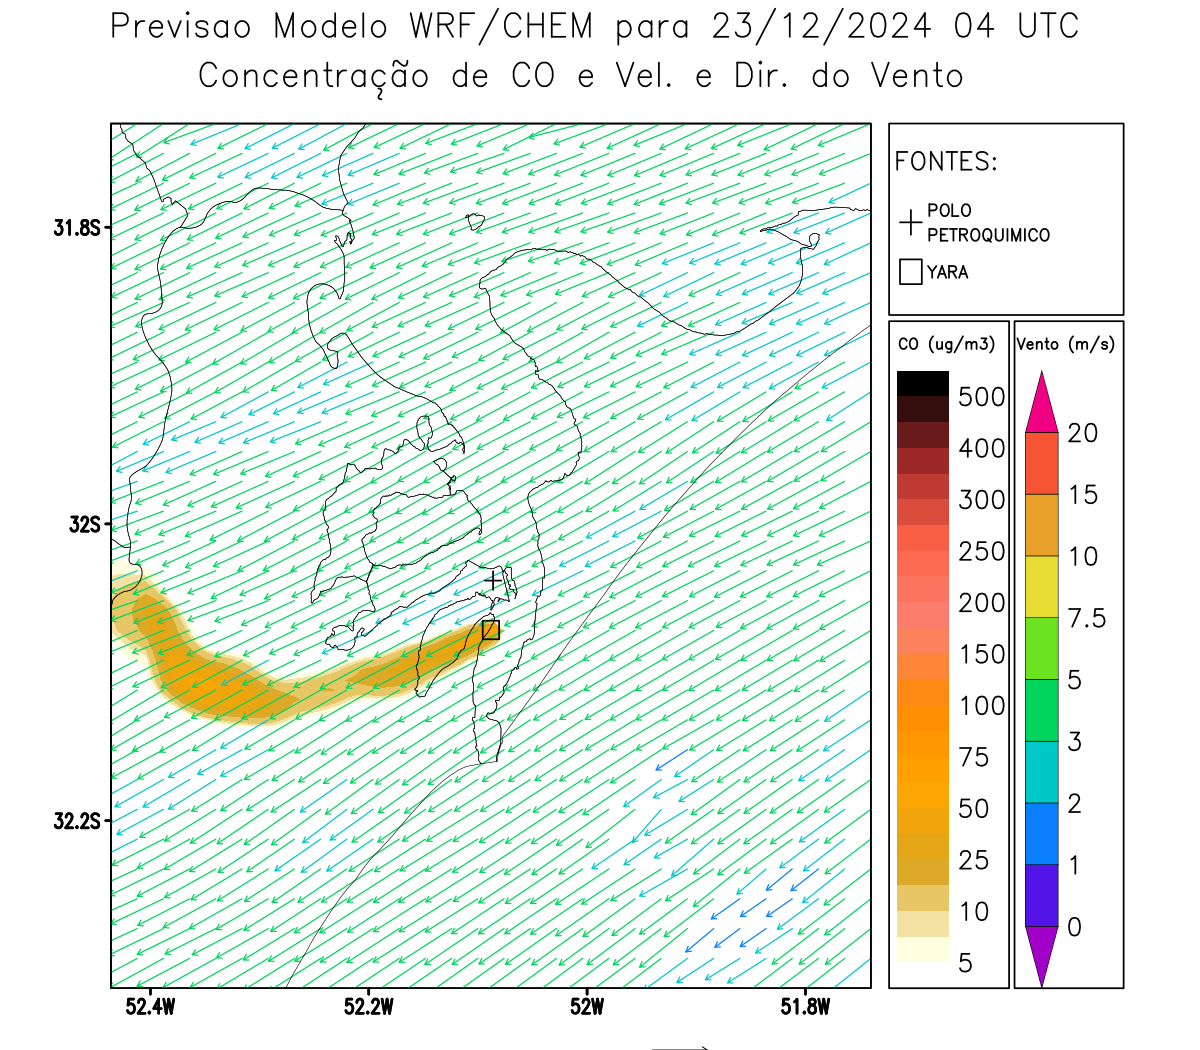 Previsao Modelo WRF/CHEM para 23/12/2024 04 UTC
Concentração de CO e Vel. e Dir. do Vento
FONTES:
POLO
PETROQUIMICO
YARA
CO (ug/m3)
500
400
300
250
200
150
100
75
50
25
10
5
Vento (m/s)
20
15
10
7.5
5
3
2
1
0
31.8S
32S
32.2S
52.4W
52.2W
52W
51.8W